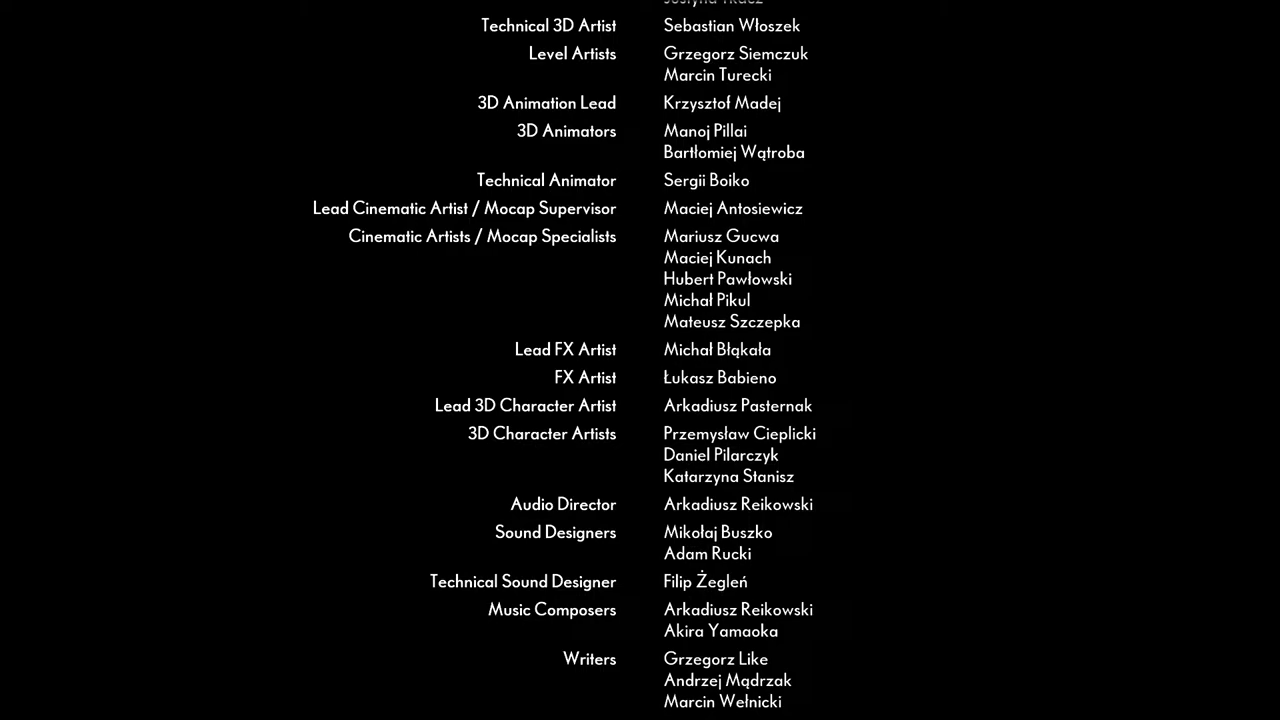 Technical 3D Artist Sebastian Włoszek
Level Artists Grzegorz Siemczuk
Marcin Turecki
3D Animation Lead Krzysztof Madej
3D Animators Manoj Pillai
Bartłomiej Wątroba
Technical Animator Sergii Boiko
Lead Cinematic Artist / Mocap Supervisor Maciej Antosiewicz
Cinematic Artists / Mocap Specialists Mariusz Gucwa
Maciej Kunach
Hubert Pawłowski
Michał Pikul
Mateusz Szczepka
Lead FX Artist Michał Błąkała
FX Artist Łukasz Babieno
Lead 3D Character Artist Arkadiusz Pasternak
3D Character Artists Przemysław Cieplicki
Daniel Pilarczyk
Katarzyna Stanisz
Audio Director Arkadiusz Reikowski
Sound Designers Mikołaj Buszko
Adam Rucki
Technical Sound Designer Filip Żegleń
Music Composers Arkadiusz Reikowski
Akira Yamaoka
Writers Grzegorz Like
Andrzej Mądrzak
Marcin Wełnicki